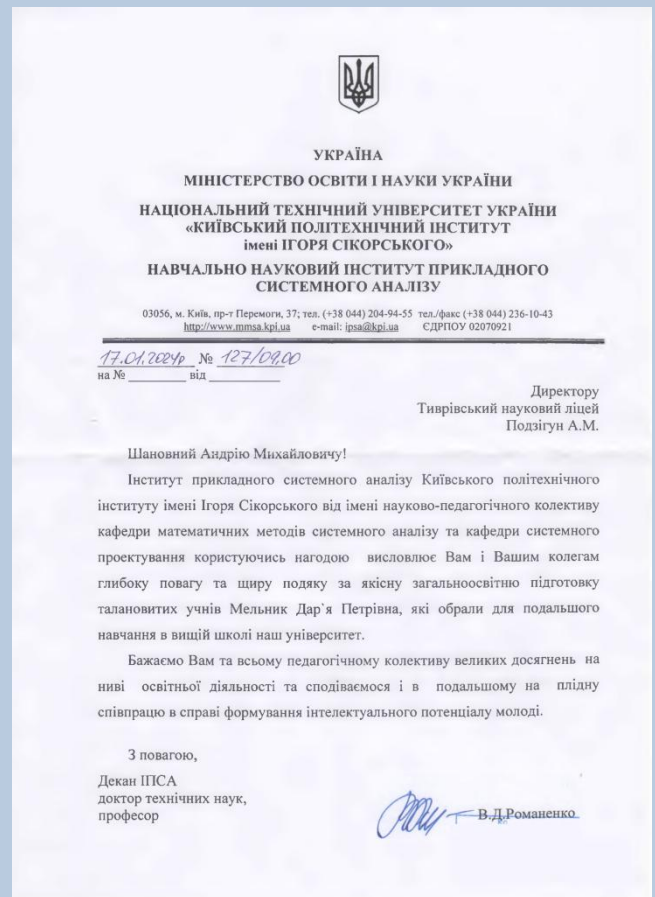 УКРАЇНА
МІНІСТЕРСТВО ОСВІТИ І НАУКИ УКРАЇНИ
НАЦІОНАЛЬНИЙ ТЕХНІЧНИЙ УНІВЕРСИТЕТ УКРАЇНИ
«КИЇВСЬКИЙ ПОЛІТЕХНІЧНИЙ ІНСТИТУТ
імені ІГОРЯ СІКОРСЬКОГО»
НАВЧАЛЬНО НАУКОВИЙ ІНСТИТУТ ПРИКЛАДНОГО
СИСТЕМНОГО АНАЛІЗУ
03056, м. Київ, пр-т Перемоги, 37; тел. (+38 044) 204-94-55 тел./факс (+38 044) 236-10-43
http://www.mmsa.kpi.ua e-mail: ipsa@kpi.ua ЄДРПОУ 02070921
17.01.2024р № 127/09.00
на № від
Директору
Тиврівський науковий ліцей
Подзігун А.М.
Шановний Андрію Михайловичу!
Інститут прикладного системного аналізу Київського політехнічного
інституту імені Ігоря Сікорського від імені науково-педагогічного колективу
кафедри математичних методів системного аналізу та кафедри системного
проектування користуючись нагодою висловлює Вам і Вашим колегам
глибоку повагу та щиру подяку за якісну загальноосвітню підготовку
талановитих учнів Мельник Дар`я Петрівна, які обрали для подальшого
навчання в вищій школі наш університет.
Бажаємо Вам та всьому педагогічному колективу великих досягнень на
ниві освітньої діяльності та сподіваємося і в подальшому на плідну
співпрацю в справі формування інтелектуального потенціалу молоді.
З повагою,
Декан ІПСА
доктор технічних наук,
професор
В.Д.Романенко